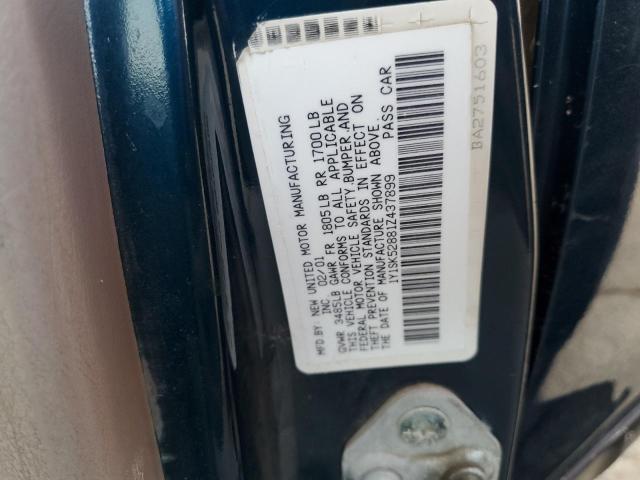 MFD BY NEW UNITED MOTOR MANUFACTURING
INC. 02/01
GVWR 3485LB GAWR FR 1805LB RR 1700LB
THIS VEHICLE CONFORMS TO ALL APPLICABLE
FEDERAL MOTOR VEHICLE SAFETY,BUMPER,AND
THEFT PREVENTION STANDARDS IN EFFECT ON
THE DATE OF MANUFACTURE SHOWN ABOVE.
1Y1SK52881Z437899 PASS CAR
BA2751603